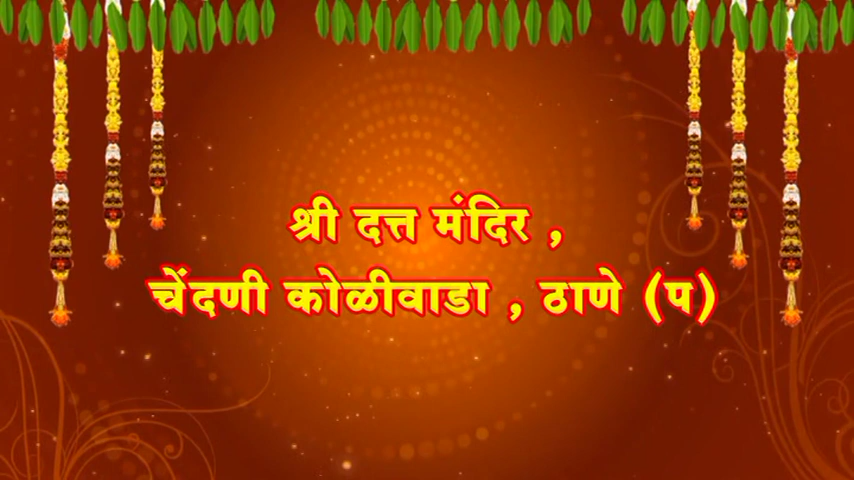 श्री दत्त मंदिर ,
चेंदणी कोळीवाडा , ठाणे (प)